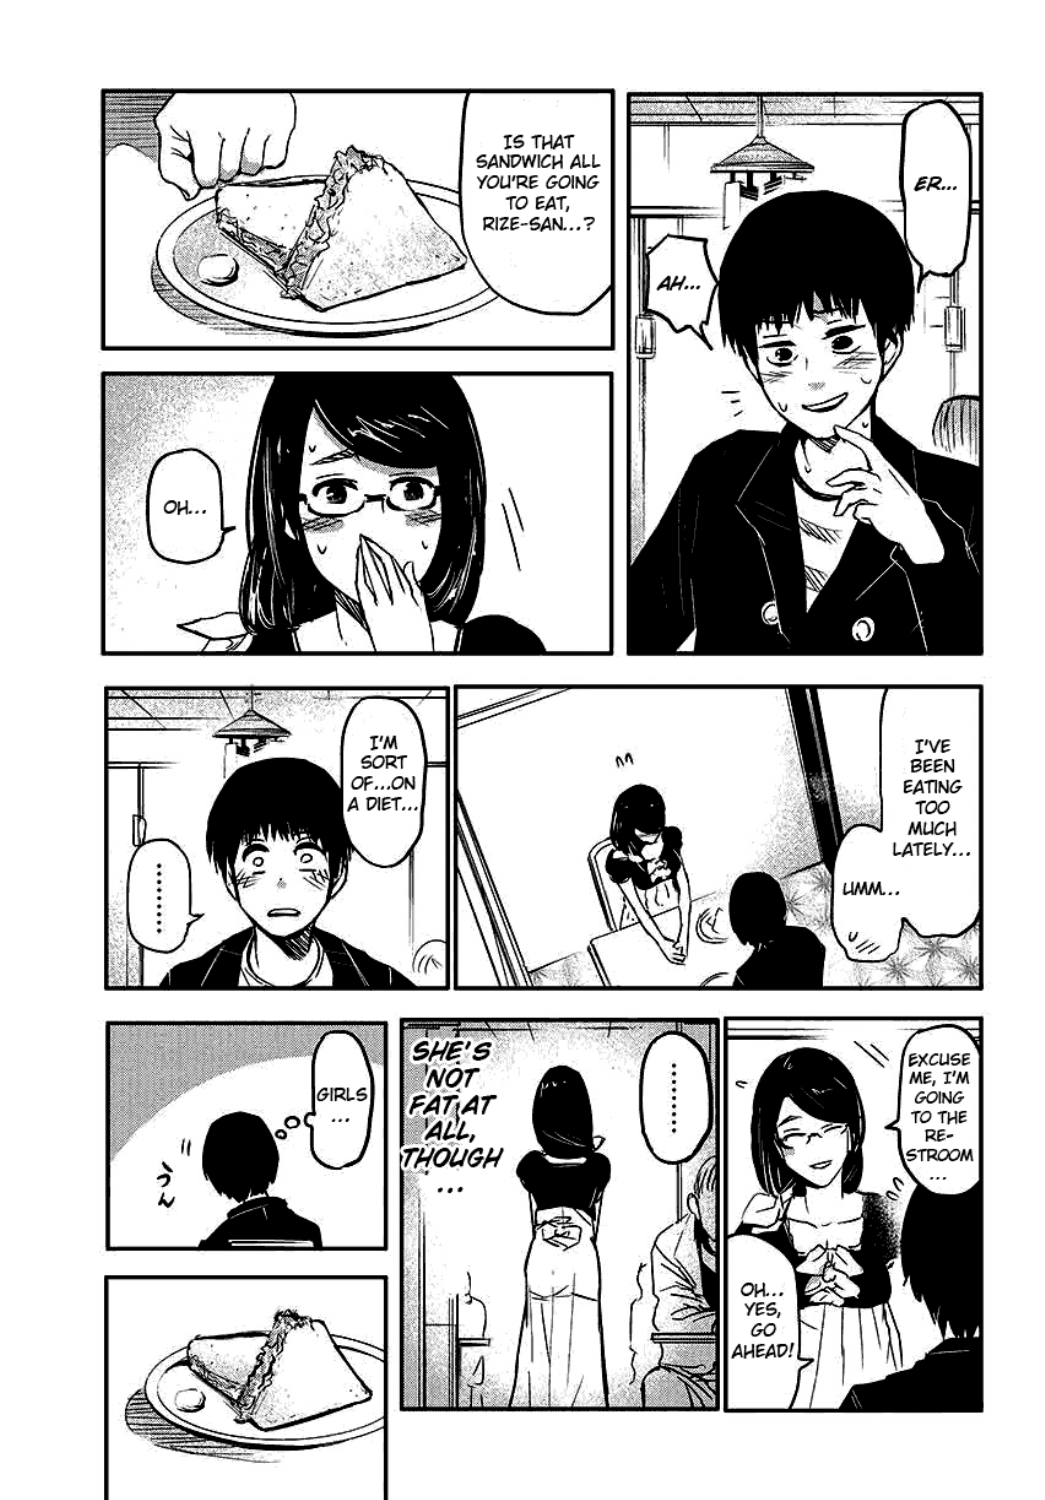 ER...
AH...
IS THAT
SANDWICH ALL
YOU'RE GOING
TO EAT,
RIZE-SAN...?
OH...
I'VE
BEEN
EATING
TOO
MUCH
LATELY...
UMM...
I'M
SORT
OF...ON
A DIET...
.........
EXCUSE
ME, I'M
GOING
TO THE
RE-
STROOM
...
OH...
YES,
GO
AHEAD!
.........
SHE'S
NOT
FAT AT
ALL,
THOUGH
...
GIRLS
...
うん